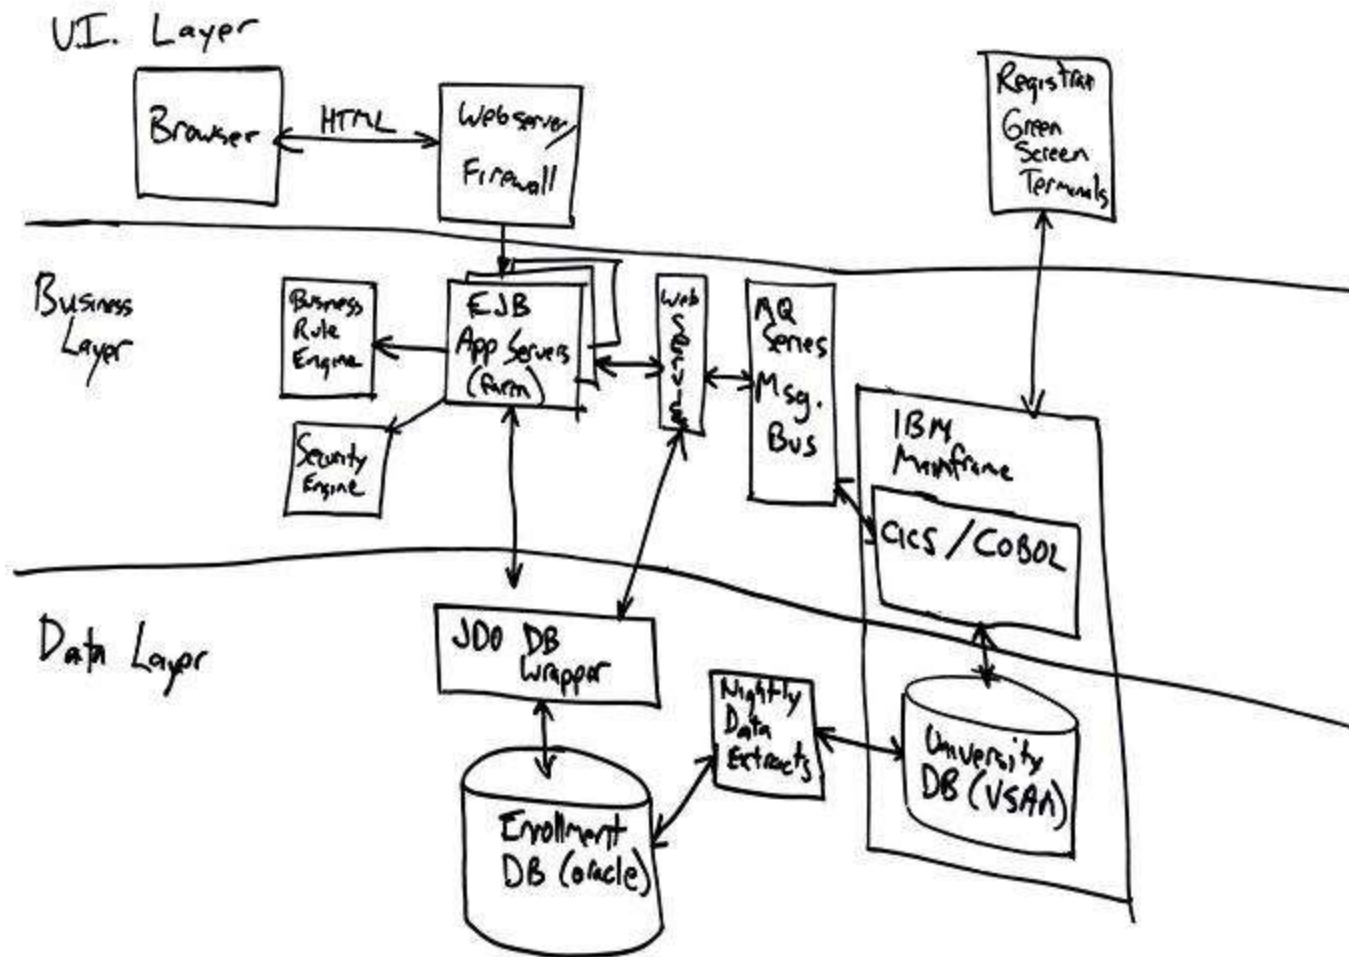 U.I. Layer
Browser
HTML
Webserver/
Firewall
Registrar
Green
Screen
Terminals
Business
Layer
Business
Rule
Engine
Security
Engine
EJB
App Servers
(farm)
Web
Services
MQ
Series
Msg.
Bus
IBM
Mainframe
CICS / COBOL
Data Layer
JDO DB
Wrapper
Enrollment
DB (oracle)
Nightly
Data
Extracts
University
DB (VSAM)